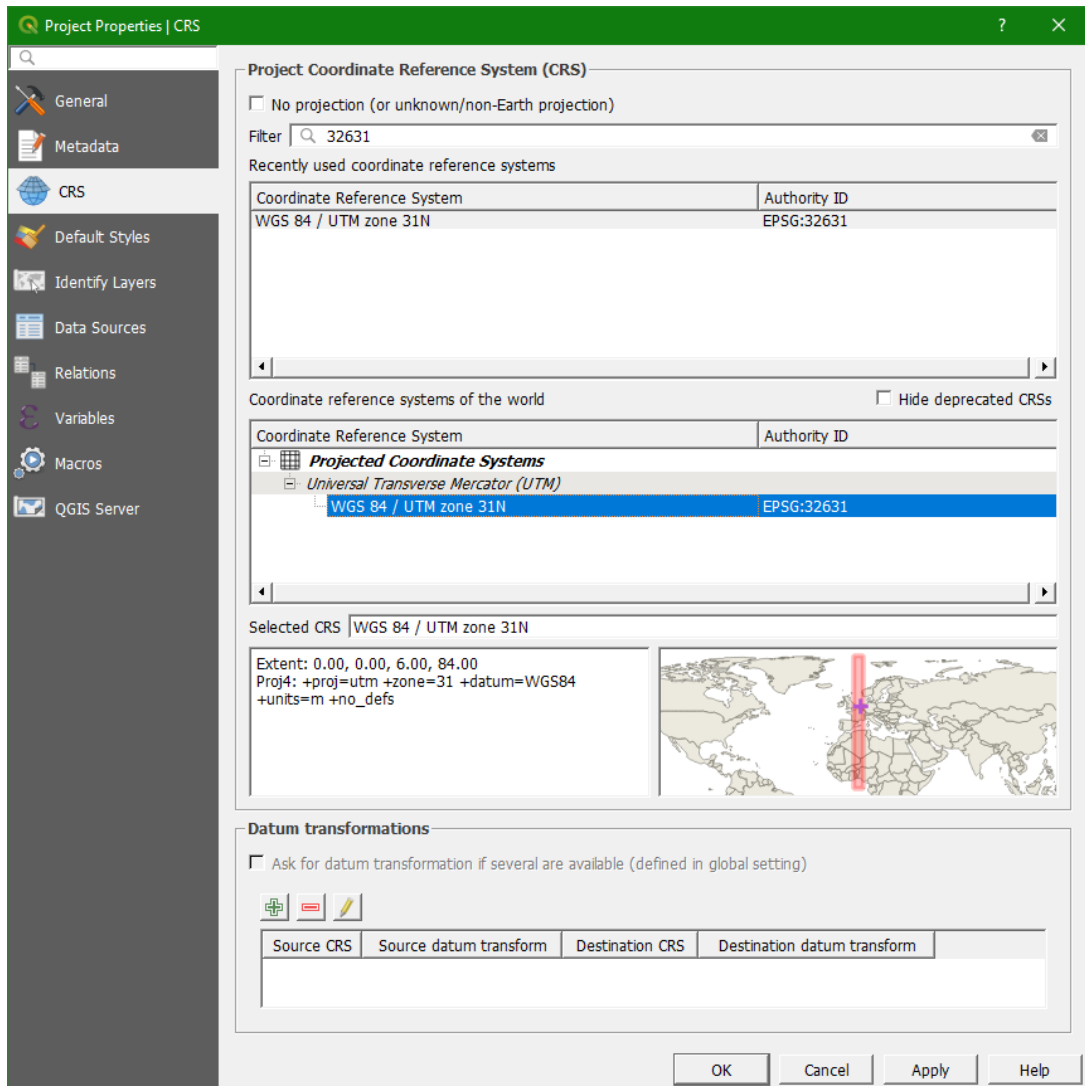 Project Properties | CRS
?
General
Metadata
CRS
Default Styles
Identify Layers
Data Sources
Relations
Variables
Macros
QGIS Server
Project Coordinate Reference System (CRS)
No projection (or unknown/non-Earth projection)
Filter 32631
Recently used coordinate reference systems
Coordinate Reference System Authority ID
WGS 84 / UTM zone 31N EPSG:32631
Coordinate reference systems of the world Hide deprecated CRSs
Coordinate Reference System Authority ID
Projected Coordinate Systems
Universal Transverse Mercator (UTM)
WGS 84 / UTM zone 31N EPSG:32631
Selected CRS WGS 84 / UTM zone 31N
Extent: 0.00, 0.00, 6.00, 84.00
Proj4: +proj=utm +zone=31 +datum=WGS84
+units=m +no_defs
Datum transformations
Ask for datum transformation if several are available (defined in global setting)
Source CRS Source datum transform Destination CRS Destination datum transform
OK Cancel Apply Help